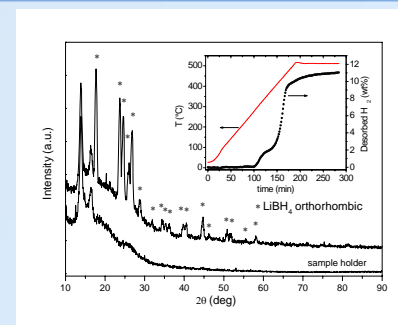 Intensity (a.u.)
T (°C)
500
400
300
200
100
0
12
10
8
6
4
2
0
Desorbed H2 (wt%)
0 50 100 150 200 250 300
time (min)
* * * * * * * * * * * * * * * * * * *
* LiBH4 orthorhombic
sample holder
10 20 30 40 50 60 70 80 90
2θ (deg)